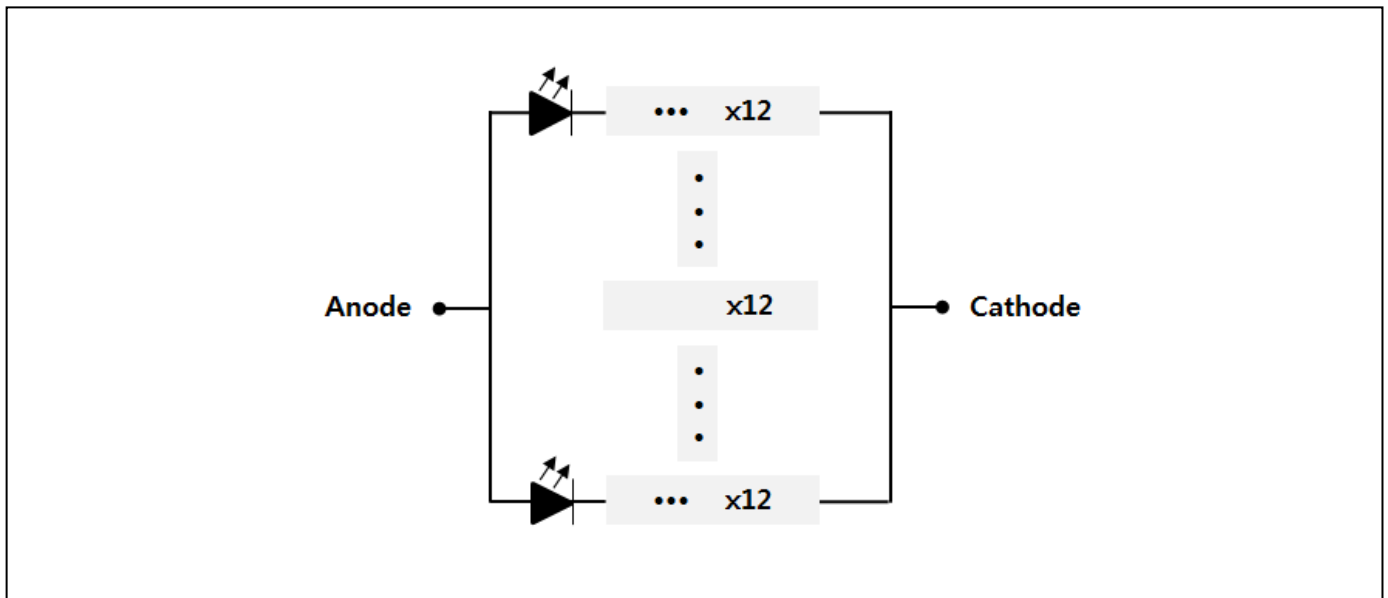 ••• x12
Anode
x12
Cathode
••• x12